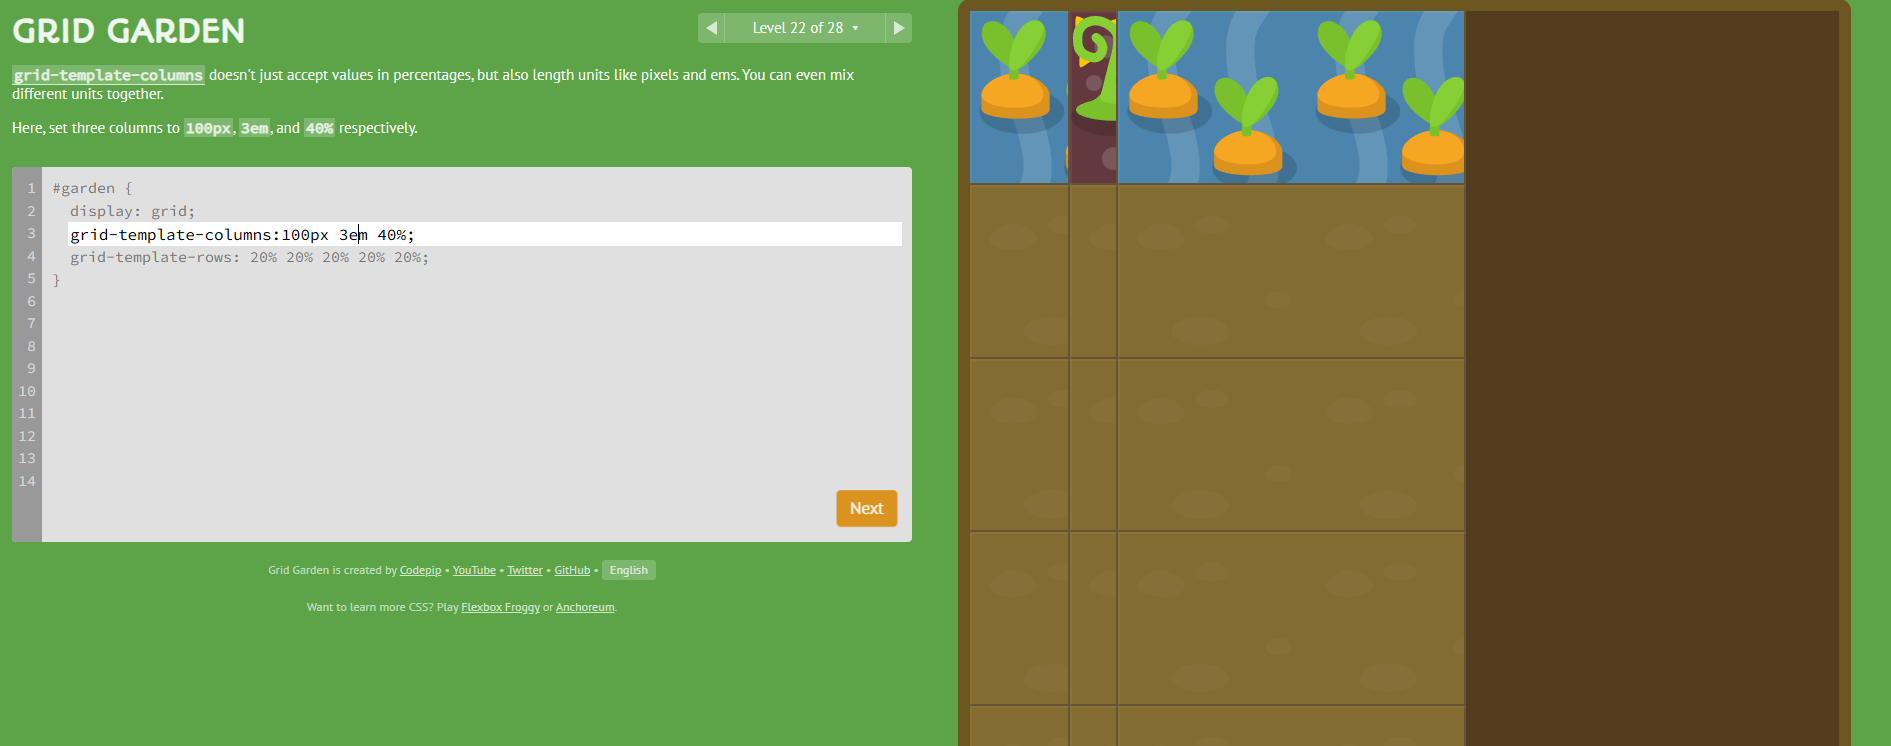 GRID GARDEN
◀ Level 22 of 28 ▾ ▶
grid-template-columns doesn't just accept values in percentages, but also length units like pixels and ems. You can even mix
different units together.
Here, set three columns to 100px, 3em, and 40% respectively.
1 #garden {
2 display: grid;
3 grid-template-columns:100px 3em 40%;
4 grid-template-rows: 20% 20% 20% 20% 20%;
5 }
6
7
8
9
10
11
12
13
14
Next
Grid Garden is created by Codepip • YouTube • Twitter • GitHub • English
Want to learn more CSS? Play Flexbox Froggy or Anchoreum.